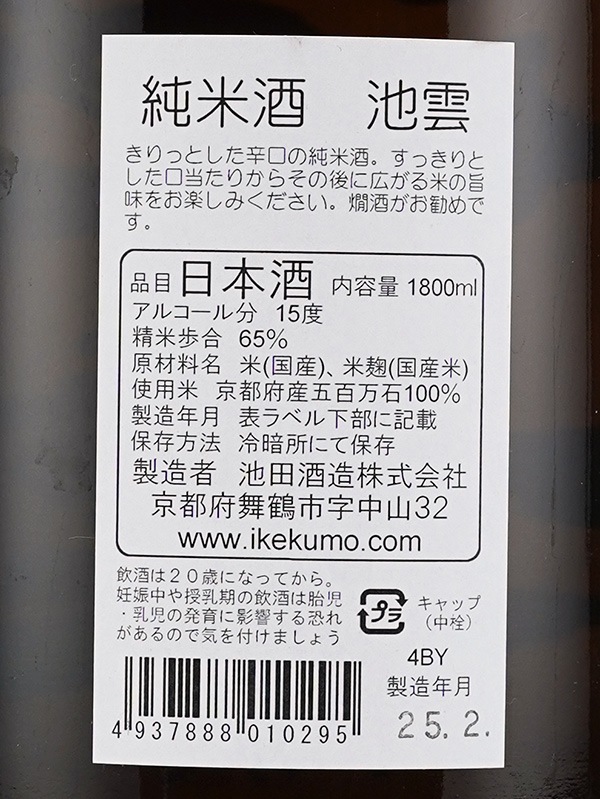 純米酒　池雲
きりっとした辛口の純米酒。すっきりと
した口当たりからその後に広がる米の旨
味をお楽しみください。燗酒がお勧めで
す。
品目 日本酒 内容量 1800ml
アルコール分 15度
精米歩合 65%
原材料名 米(国産)、米麹(国産米)
使用米 京都府産五百万石100%
製造年月 表ラベル下部に記載
保存方法 冷暗所にて保存
製造者 池田酒造株式会社
京都府舞鶴市字中山32
www.ikekumo.com
飲酒は20歳になってから。
妊娠中や授乳期の飲酒は胎児
・乳児の発育に影響する恐れ
があるので気を付けましょう
プラ
キャップ
(中栓)
4BY
製造年月
25.2.
4 937888 010295